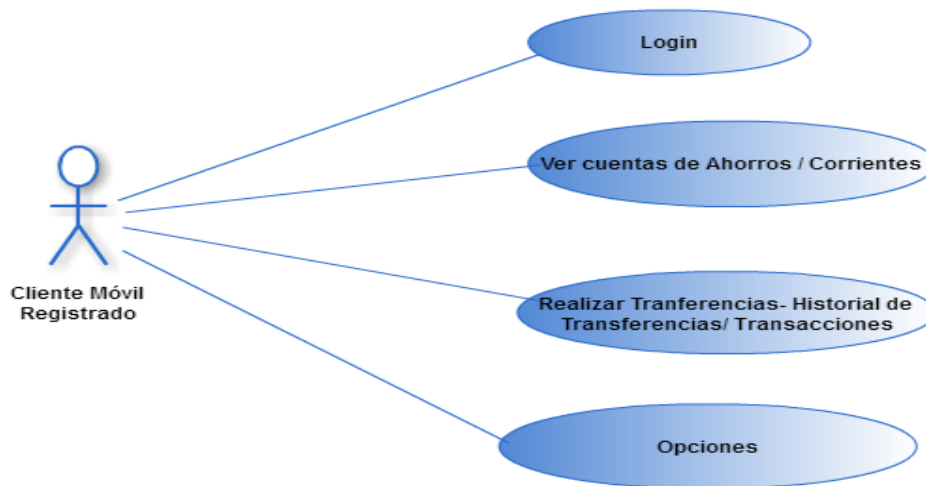 Login
Ver cuentas de Ahorros / Corrientes
Cliente Móvil
Registrado
Realizar Tranferencias- Historial de
Transferencias/ Transacciones
Opciones